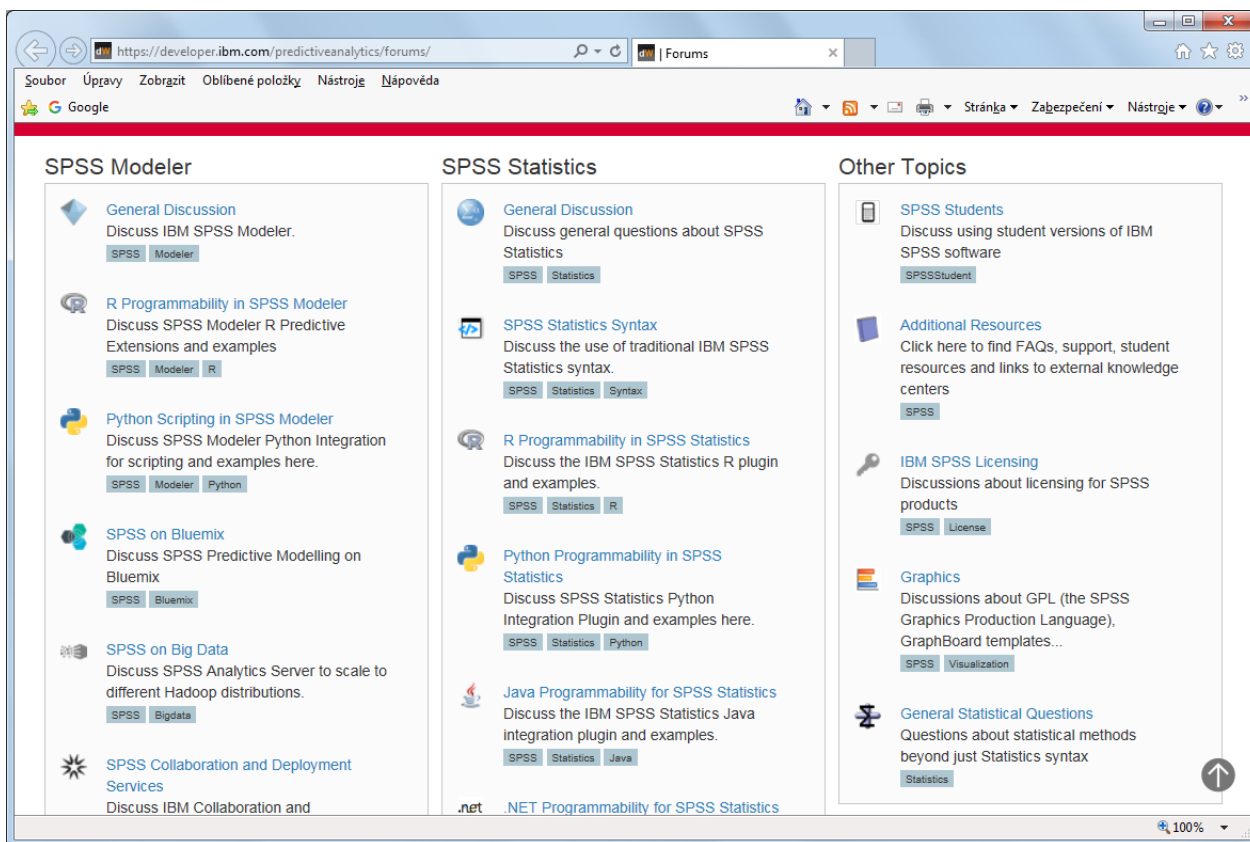 https://developer.ibm.com/predictiveanalytics/forums/
dW | Forums
Soubor Úpravy Zobrazit Oblíbené položky Nástroje Nápověda
G Google
Stránka Zabezpečení Nástroje
SPSS Modeler
General Discussion
Discuss IBM SPSS Modeler.
SPSS Modeler
R Programmability in SPSS Modeler
Discuss SPSS Modeler R Predictive
Extensions and examples
SPSS Modeler R
Python Scripting in SPSS Modeler
Discuss SPSS Modeler Python Integration
for scripting and examples here.
SPSS Modeler Python
SPSS on Bluemix
Discuss SPSS Predictive Modelling on
Bluemix
SPSS Bluemix
SPSS on Big Data
Discuss SPSS Analytics Server to scale to
different Hadoop distributions.
SPSS Bigdata
SPSS Collaboration and Deployment
Services
Discuss IBM Collaboration and
SPSS Statistics
General Discussion
Discuss general questions about SPSS
Statistics
SPSS Statistics
SPSS Statistics Syntax
Discuss the use of traditional IBM SPSS
Statistics syntax.
SPSS Statistics Syntax
R Programmability in SPSS Statistics
Discuss the IBM SPSS Statistics R plugin
and examples.
SPSS Statistics R
Python Programmability in SPSS
Statistics
Discuss SPSS Statistics Python
Integration Plugin and examples here.
SPSS Statistics Python
Java Programmability for SPSS Statistics
Discuss the IBM SPSS Statistics Java
integration plugin and examples.
SPSS Statistics Java
.net .NET Programmability for SPSS Statistics
Other Topics
SPSS Students
Discuss using student versions of IBM
SPSS software
SPSSStudent
Additional Resources
Click here to find FAQs, support, student
resources and links to external knowledge
centers
SPSS
IBM SPSS Licensing
Discussions about licensing for SPSS
products
SPSS License
Graphics
Discussions about GPL (the SPSS
Graphics Production Language),
GraphBoard templates...
SPSS Visualization
General Statistical Questions
Questions about statistical methods
beyond just Statistics syntax
Statistics
100%